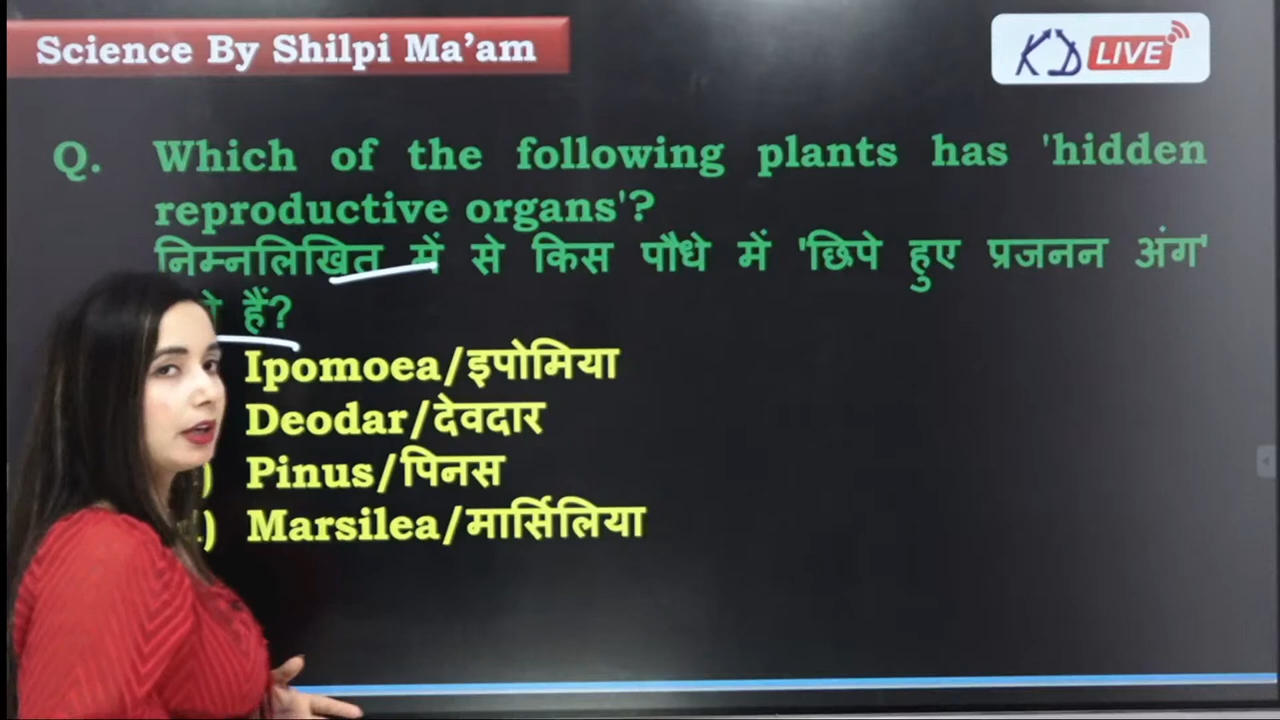 Science By Shilpi Ma'am
KD LIVE
Q. Which of the following plants has 'hidden
reproductive organs'?
निम्नलिखित में से किस पौधे में 'छिपे हुए प्रजनन अंग'
हैं?
Ipomoea/इपोमिया
Deodar/देवदार
) Pinus/पिनस
) Marsilea/मार्सिलिया